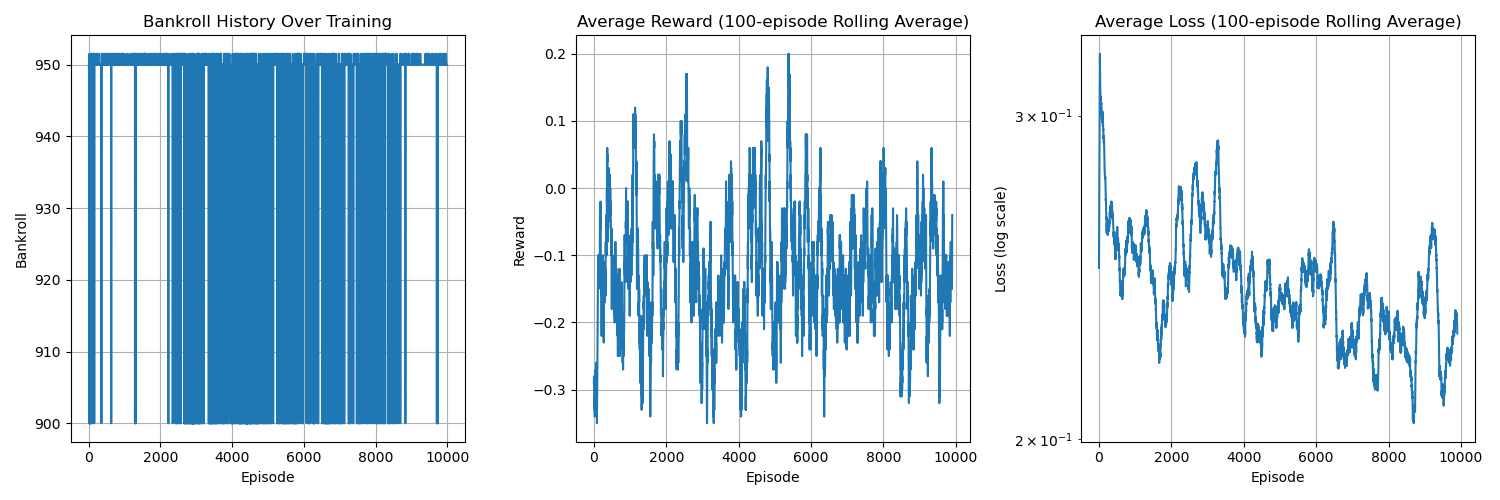 Bankroll History Over Training
950
940
930
920
910
900
Bankroll
0 2000 4000 6000 8000 10000
Episode
Average Reward (100-episode Rolling Average)
0.2
0.1
0.0
−0.1
−0.2
−0.3
Reward
0 2000 4000 6000 8000 10000
Episode
Average Loss (100-episode Rolling Average)
3 × 10⁻¹
2 × 10⁻¹
Loss (log scale)
0 2000 4000 6000 8000 10000
Episode